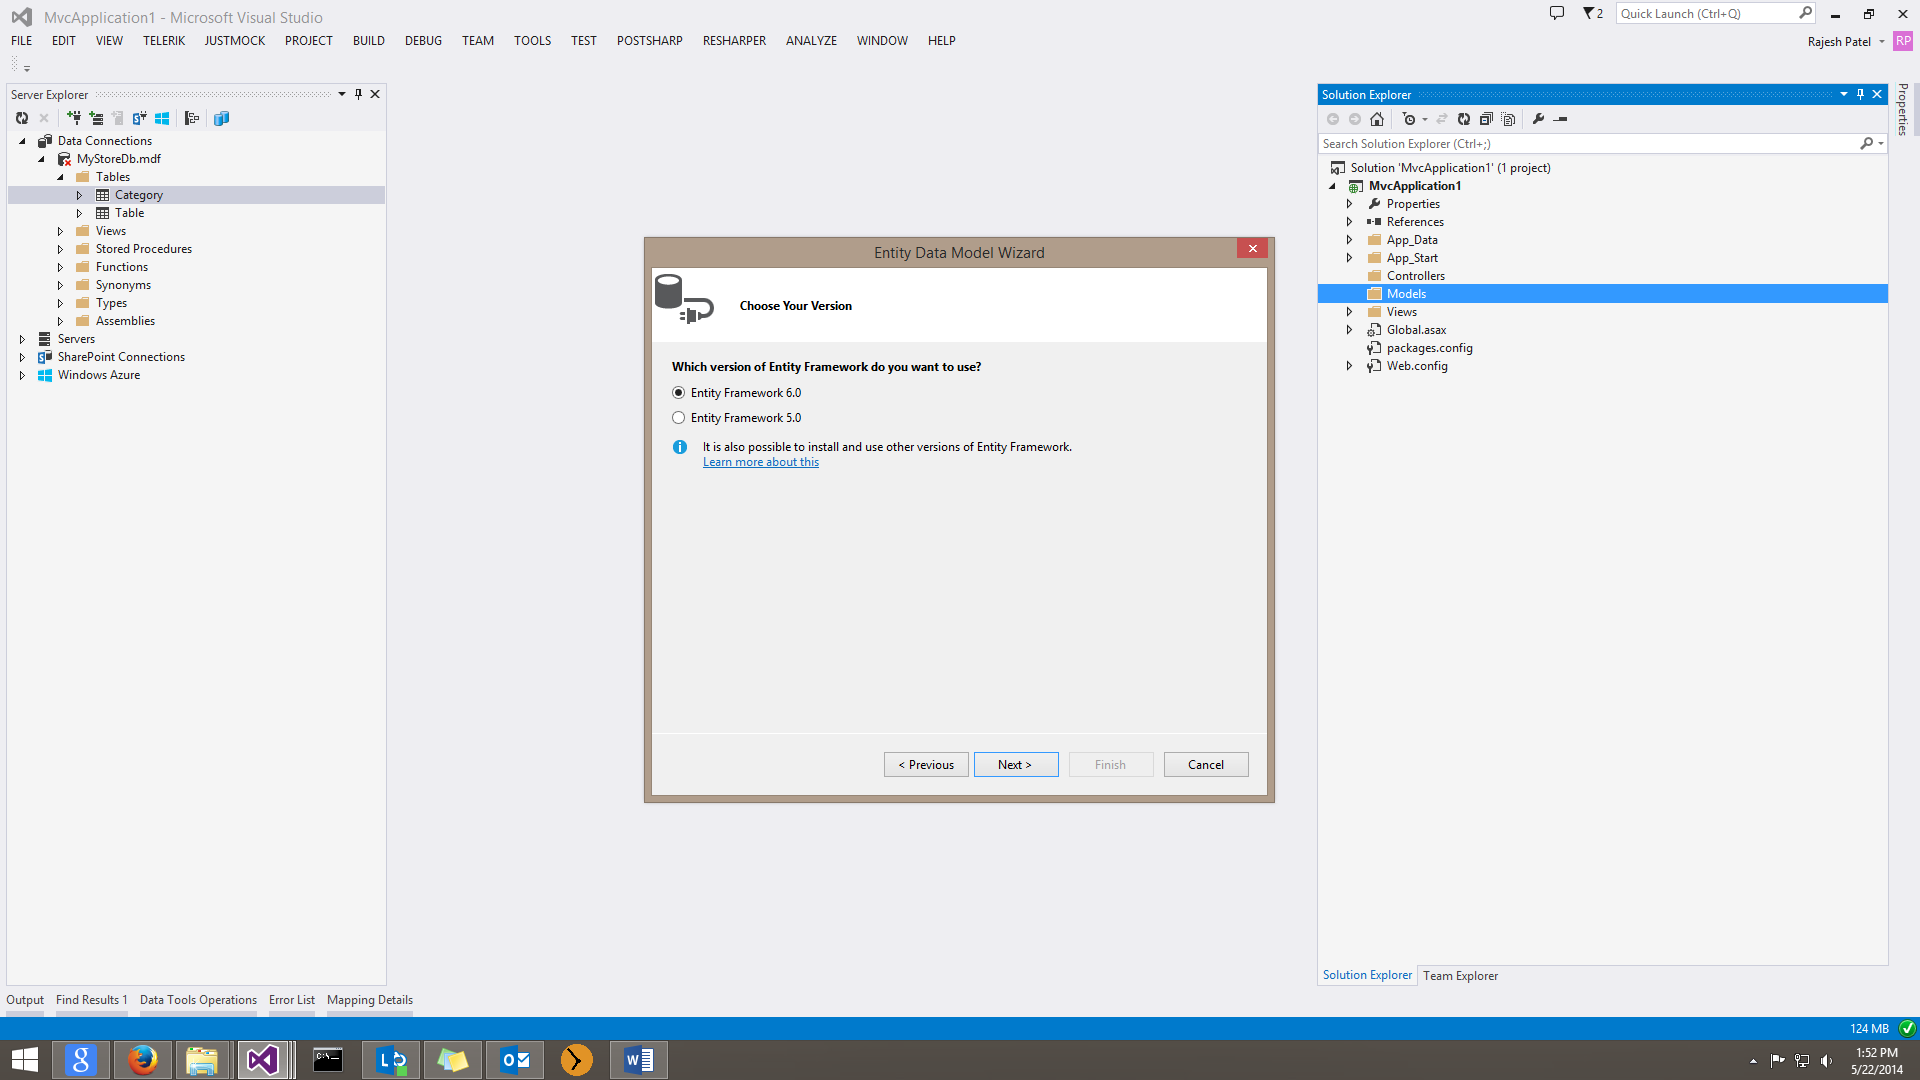 MvcApplication1 - Microsoft Visual Studio
2
Quick Launch (Ctrl+Q)
FILE EDIT VIEW TELERIK JUSTMOCK PROJECT BUILD DEBUG TEAM TOOLS TEST POSTSHARP RESHARPER ANALYZE WINDOW HELP
Rajesh Patel RP
Server Explorer
Data Connections
MyStoreDb.mdf
Tables
Category
Table
Views
Stored Procedures
Functions
Synonyms
Types
Assemblies
Servers
SharePoint Connections
Windows Azure
Entity Data Model Wizard
Choose Your Version
Which version of Entity Framework do you want to use?
Entity Framework 6.0
Entity Framework 5.0
It is also possible to install and use other versions of Entity Framework.
Learn more about this
< Previous
Next >
Finish
Cancel
Solution Explorer
Search Solution Explorer (Ctrl+;)
Solution 'MvcApplication1' (1 project)
MvcApplication1
Properties
References
App_Data
App_Start
Controllers
Models
Views
Global.asax
packages.config
Web.config
Solution Explorer Team Explorer
Properties
Output Find Results 1 Data Tools Operations Error List Mapping Details
124 MB
1:52 PM
5/22/2014